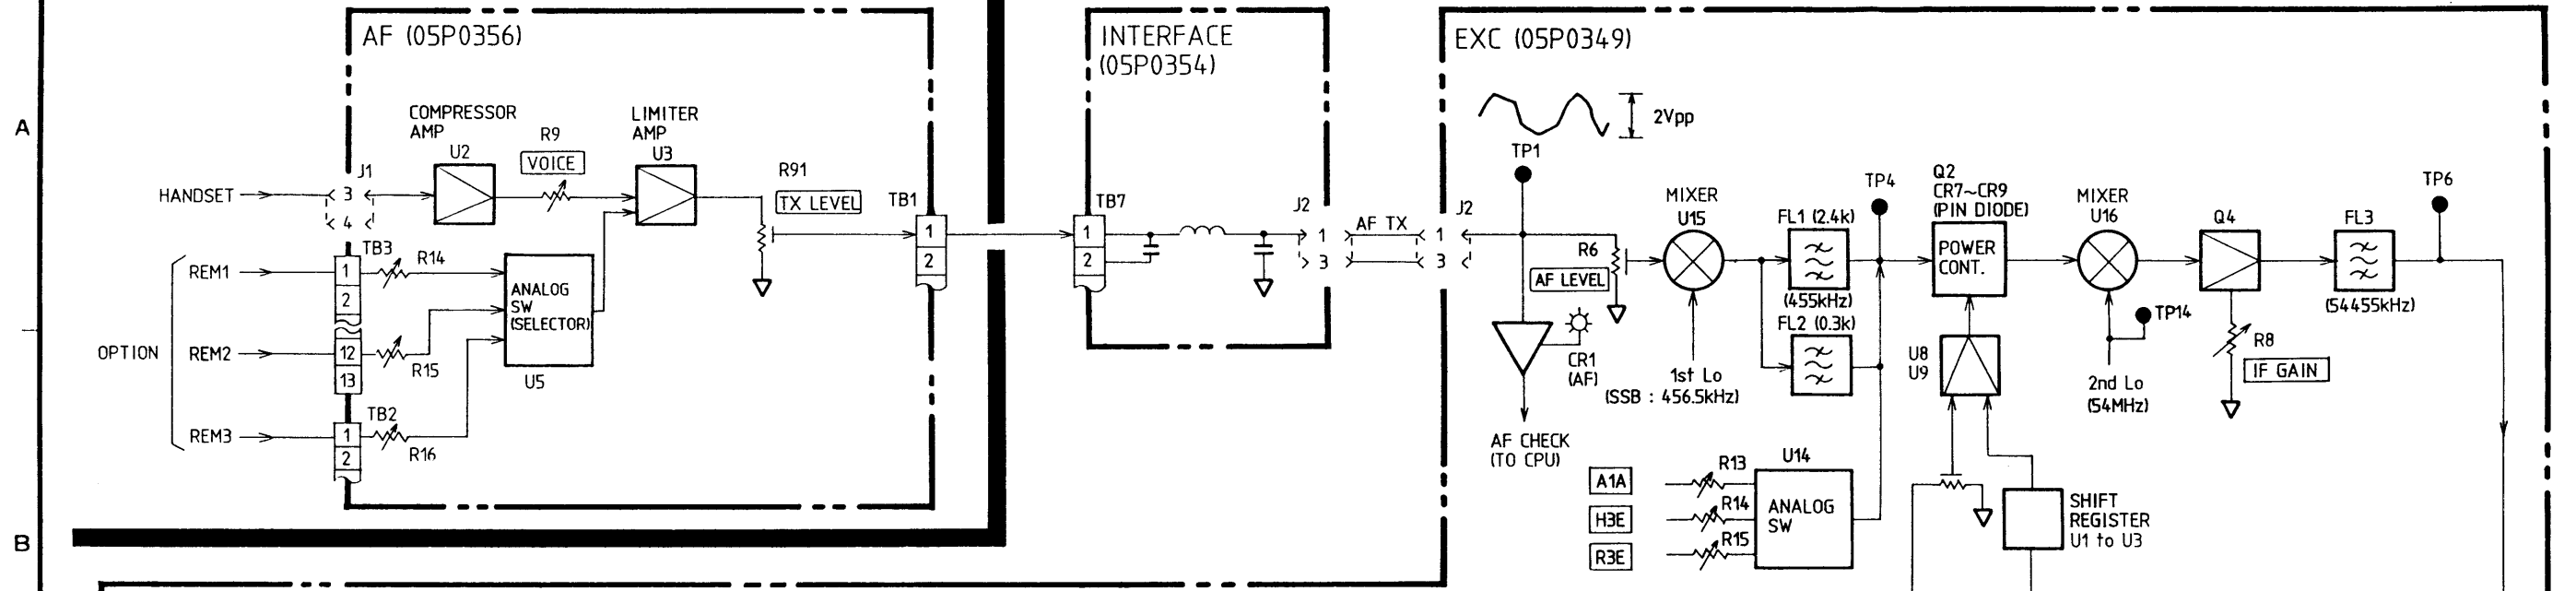 A
B
AF (05P0356)
COMPRESSOR
AMP
U2
R9
VOICE
LIMITER
AMP
U3
R91
TX LEVEL
J1
HANDSET
3
4
TB1
1
2
TB3
R14
REM1
1
2
ANALOG
SW
(SELECTOR)
OPTION
REM2
12
13
R15
U5
TB2
REM3
1
2
R16
INTERFACE
(05P0354)
TB7
1
2
J2
1
3
AF TX
EXC (05P0349)
2Vpp
J2
1
3
TP1
R6
AF LEVEL
CR1
(AF)
AF CHECK
(TO CPU)
MIXER
U15
1st Lo
(SSB : 456.5kHz)
FL1 (2.4k)
(455kHz)
FL2 (0.3k)
TP4
Q2
CR7~CR9
(PIN DIODE)
POWER
CONT.
U8
U9
MIXER
U16
TP14
2nd Lo
(54MHz)
Q4
R8
IF GAIN
FL3
(54455kHz)
TP6
A1A
R13
H3E
R14
R3E
R15
U14
ANALOG
SW
SHIFT
REGISTER
U1 to U3